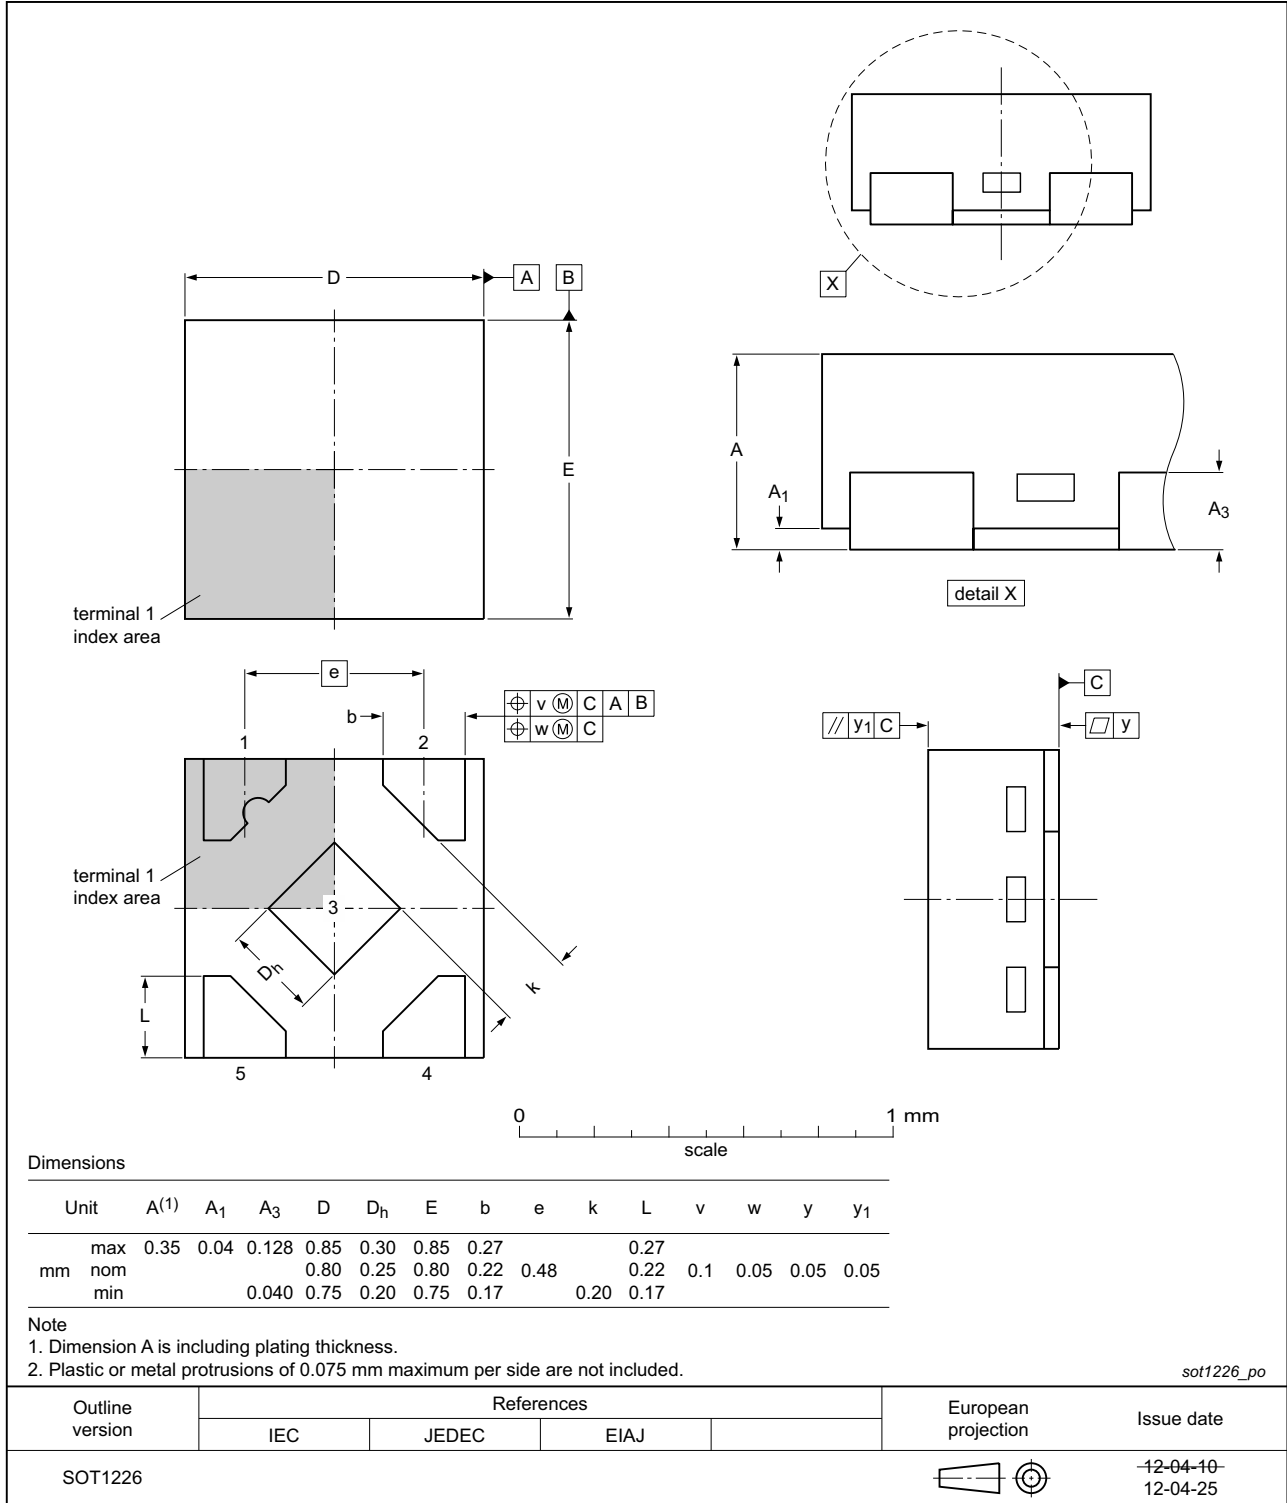 X
D
A
B
E
terminal 1
index area
A
A1
A3
detail X
e
b
v M C A B
w M C
1
2
terminal 1
index area
3
Dh
k
L
5
4
C
// y1 C
y
0
1 mm
scale
Dimensions
Unit A(1) A1 A3 D Dh E b e k L v w y y1
max 0.35 0.04 0.128 0.85 0.30 0.85 0.27 0.27
mm nom 0.80 0.25 0.80 0.22 0.48 0.22 0.1 0.05 0.05 0.05
min 0.040 0.75 0.20 0.75 0.17 0.20 0.17
Note
1. Dimension A is including plating thickness.
2. Plastic or metal protrusions of 0.075 mm maximum per side are not included.
sot1226_po
Outline
version
References
IEC
JEDEC
EIAJ
European
projection
Issue date
SOT1226
12-04-10
12-04-25